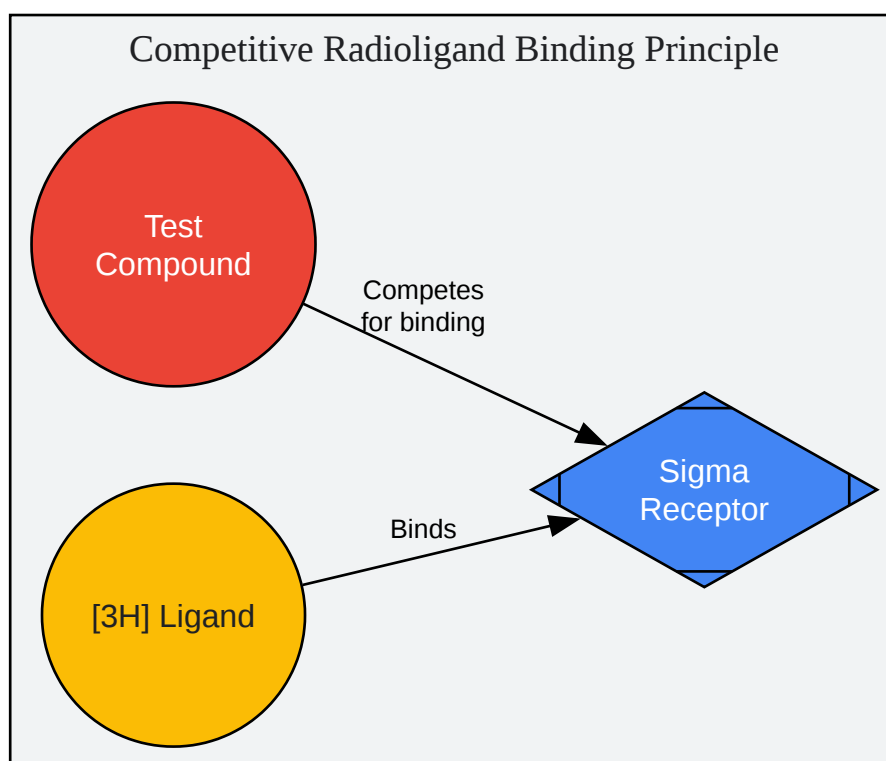 Competitive Radioligand Binding Principle
Test
Compound
Competes
for binding
Sigma
Receptor
Binds
[3H] Ligand